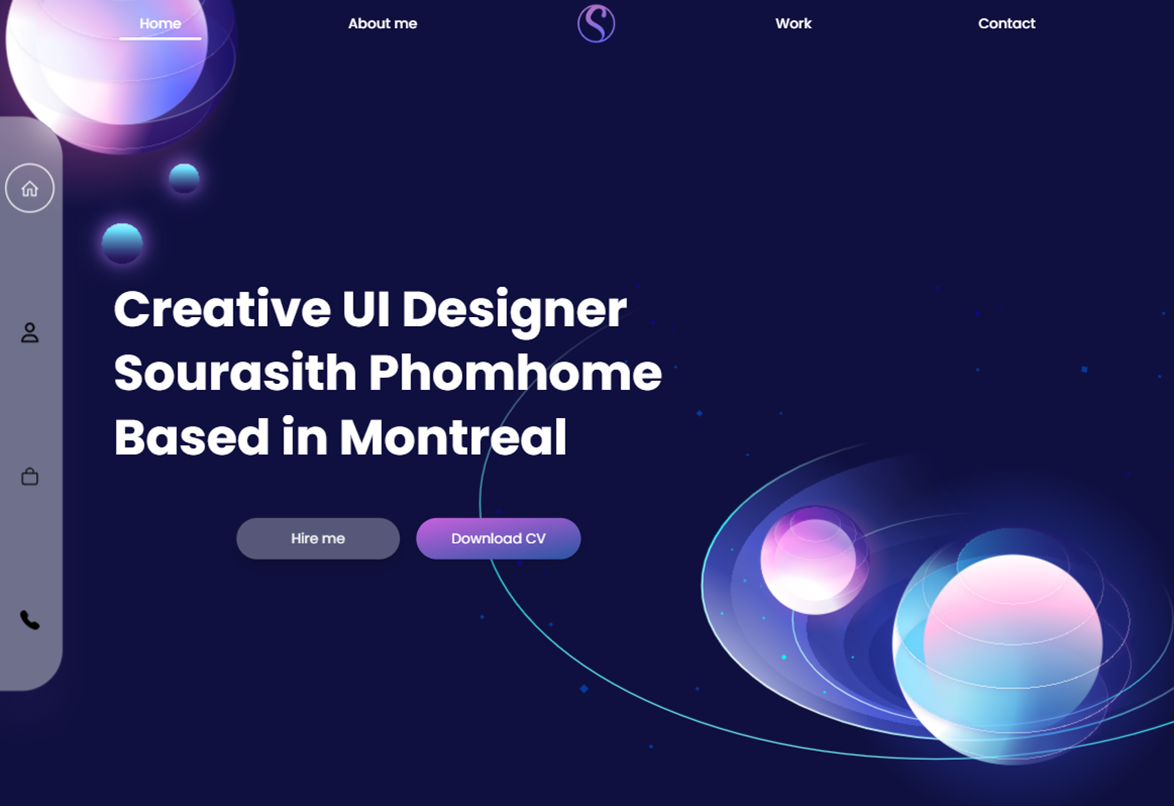 Home
About me
S
Work
Contact
Creative UI Designer
Sourasith Phomhome
Based in Montreal
Hire me
Download CV